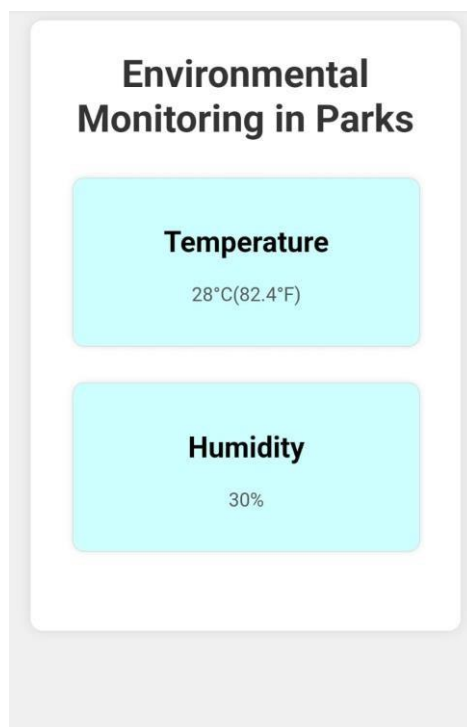 Environmental
Monitoring in Parks
Temperature
28°C(82.4°F)
Humidity
30%